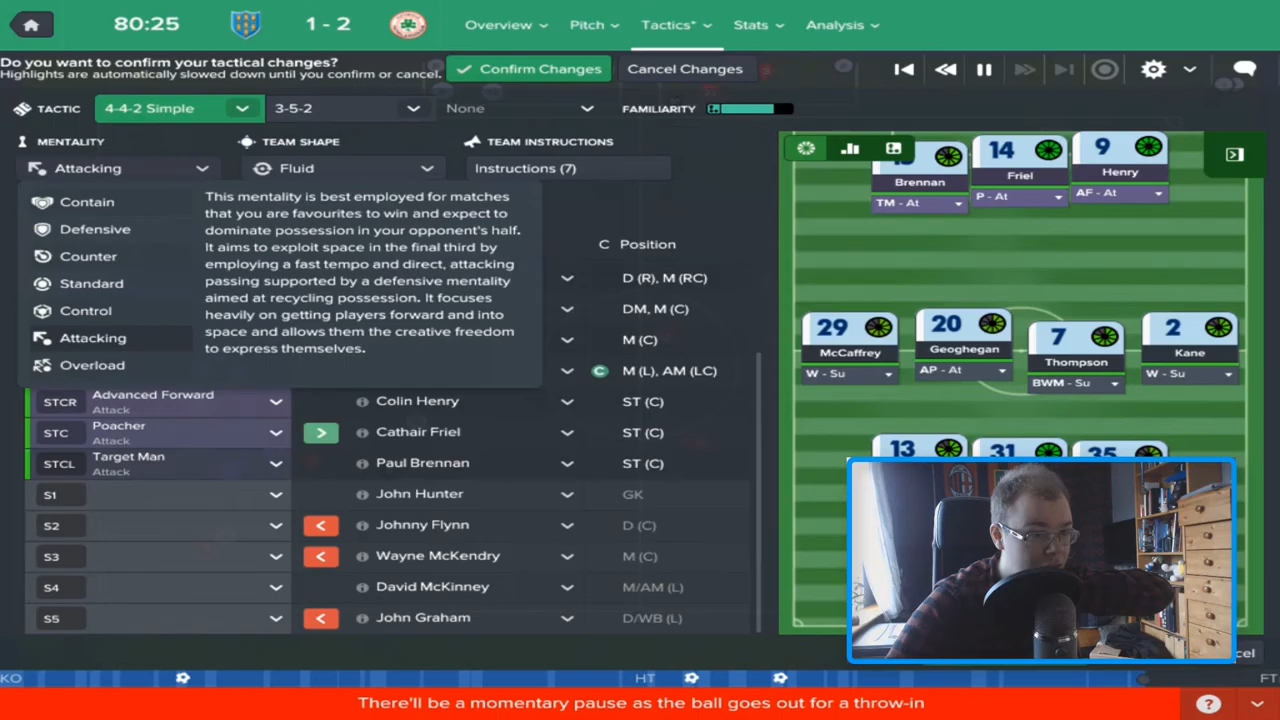 80:25
1 - 2
Overview
Pitch
Tactics*
Stats
Analysis
Do you want to confirm your tactical changes?
Highlights are automatically slowed down until you confirm or cancel.
Confirm Changes
Cancel Changes
TACTIC
4-4-2 Simple
3-5-2
None
FAMILIARITY
MENTALITY
TEAM SHAPE
TEAM INSTRUCTIONS
Attacking
Fluid
Instructions (7)
Contain
Defensive
Counter
Standard
Control
Attacking
Overload
This mentality is best employed for matches
that you are favourites to win and expect to
dominate possession in your opponent's half.
It aims to exploit space in the final third by
employing a fast tempo and direct, attacking
passing supported by a defensive mentality
aimed at recycling possession. It focuses
heavily on getting players forward and into
space and allows them the creative freedom
to express themselves.
C Position
D (R), M (RC)
DM, M (C)
M (C)
C M (L), AM (LC)
STCR Advanced Forward Attack Colin Henry ST (C)
STC Poacher Attack Cathair Friel ST (C)
STCL Target Man Attack Paul Brennan ST (C)
S1 John Hunter GK
S2 Johnny Flynn D (C)
S3 Wayne McKendry M (C)
S4 David McKinney M/AM (L)
S5 John Graham D/WB (L)
Brennan
TM - At
14
Friel
P - At
9
Henry
AF - At
29
McCaffrey
W - Su
20
Geoghegan
AP - At
7
Thompson
BWM - Su
2
Kane
W - Su
13
31
35
KO
HT
FT
There'll be a momentary pause as the ball goes out for a throw-in
?